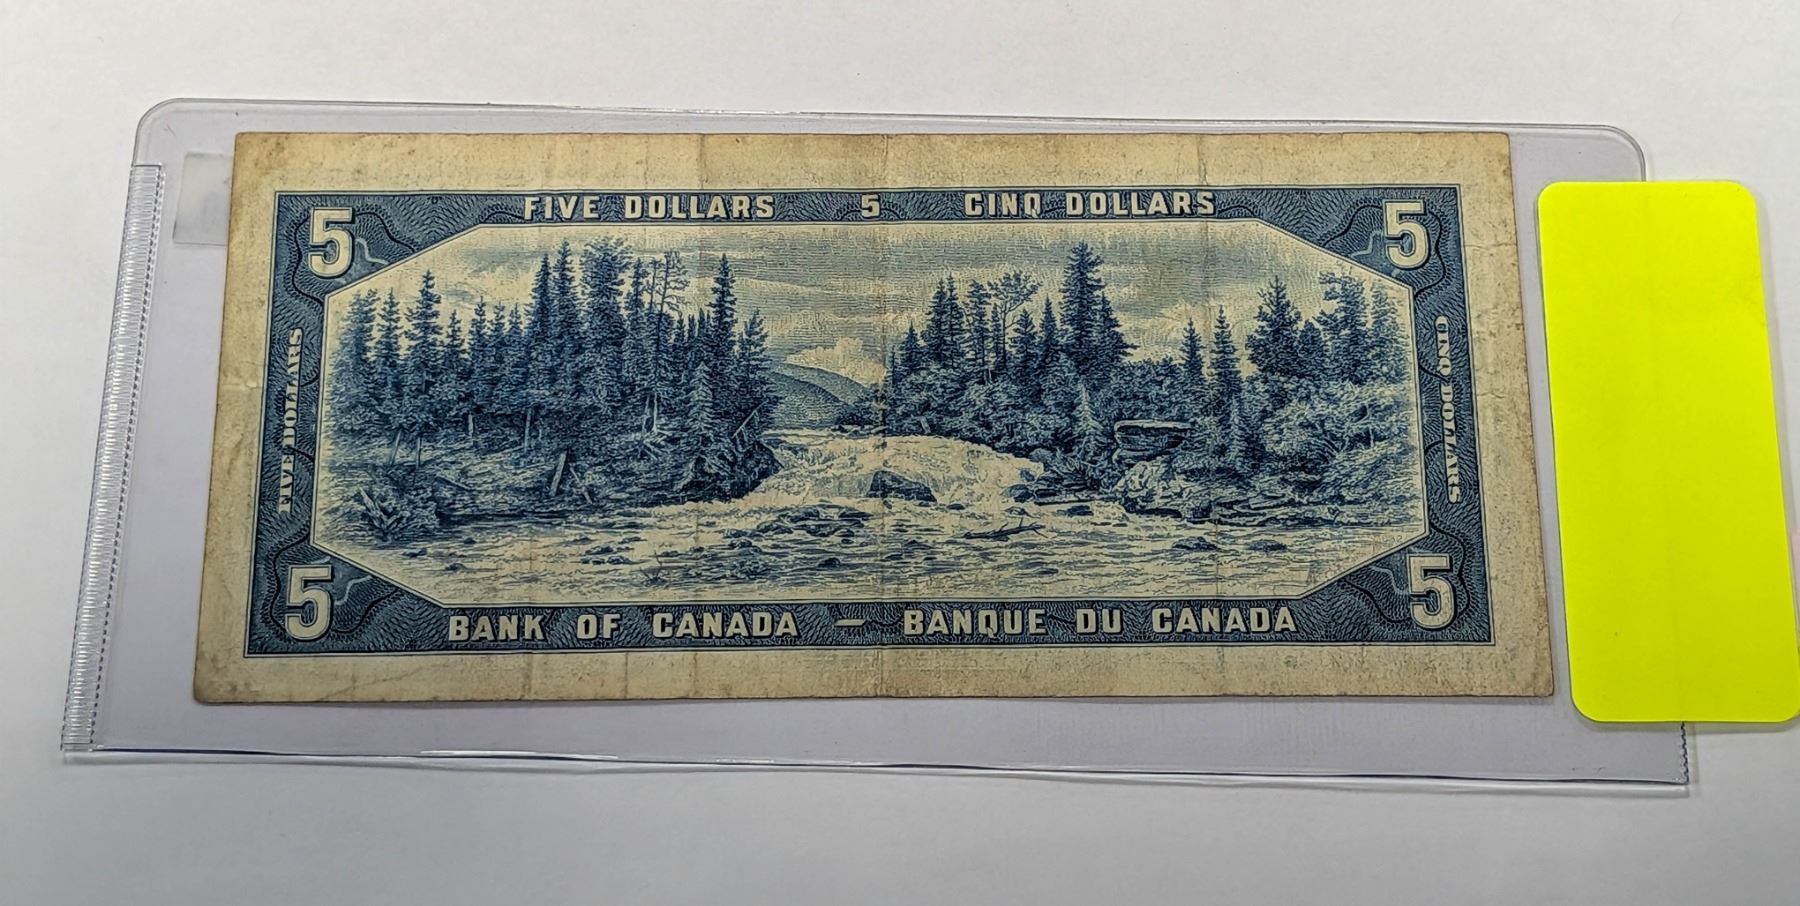 FIVE DOLLARS 5 CINQ DOLLARS
5 5
FIVE DOLLARS
CINQ DOLLARS
5 5
BANK OF CANADA — BANQUE DU CANADA